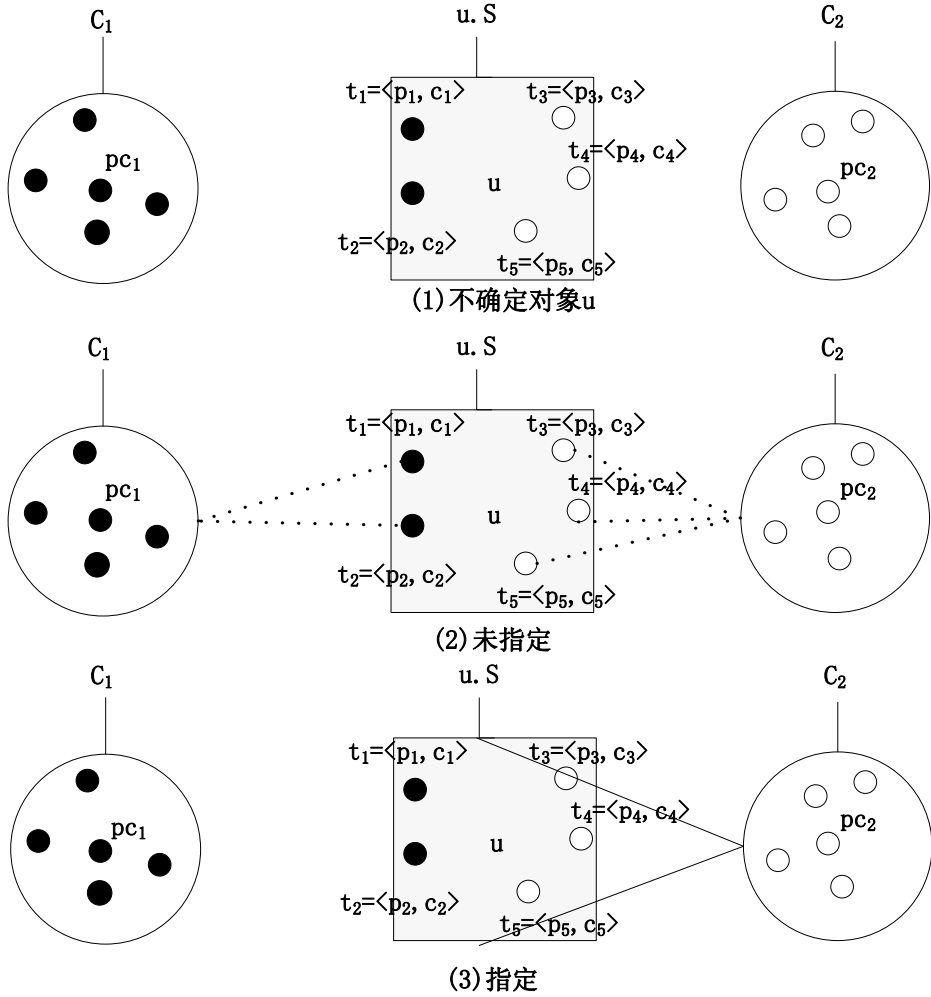 C₁ u.S C₂
t₁=<p₁,c₁> t₃=<p₃,c₃>
pc₁ t₄=<p₄,c₄> pc₂
u
t₂=<p₂,c₂>
t₅=<p₅,c₅>
(1)不确定对象u
C₁ u.S C₂
t₁=<p₁,c₁> t₃=<p₃,c₃>
pc₁ t₄=<p₄,c₄> pc₂
u
t₂=<p₂,c₂>
t₅=<p₅,c₅>
(2)未指定
C₁ u.S C₂
t₁=<p₁,c₁> t₃=<p₃,c₃>
pc₁ t₄=<p₄,c₄> pc₂
u
t₂=<p₂,c₂>
t₅=<p₅,c₅>
(3)指定